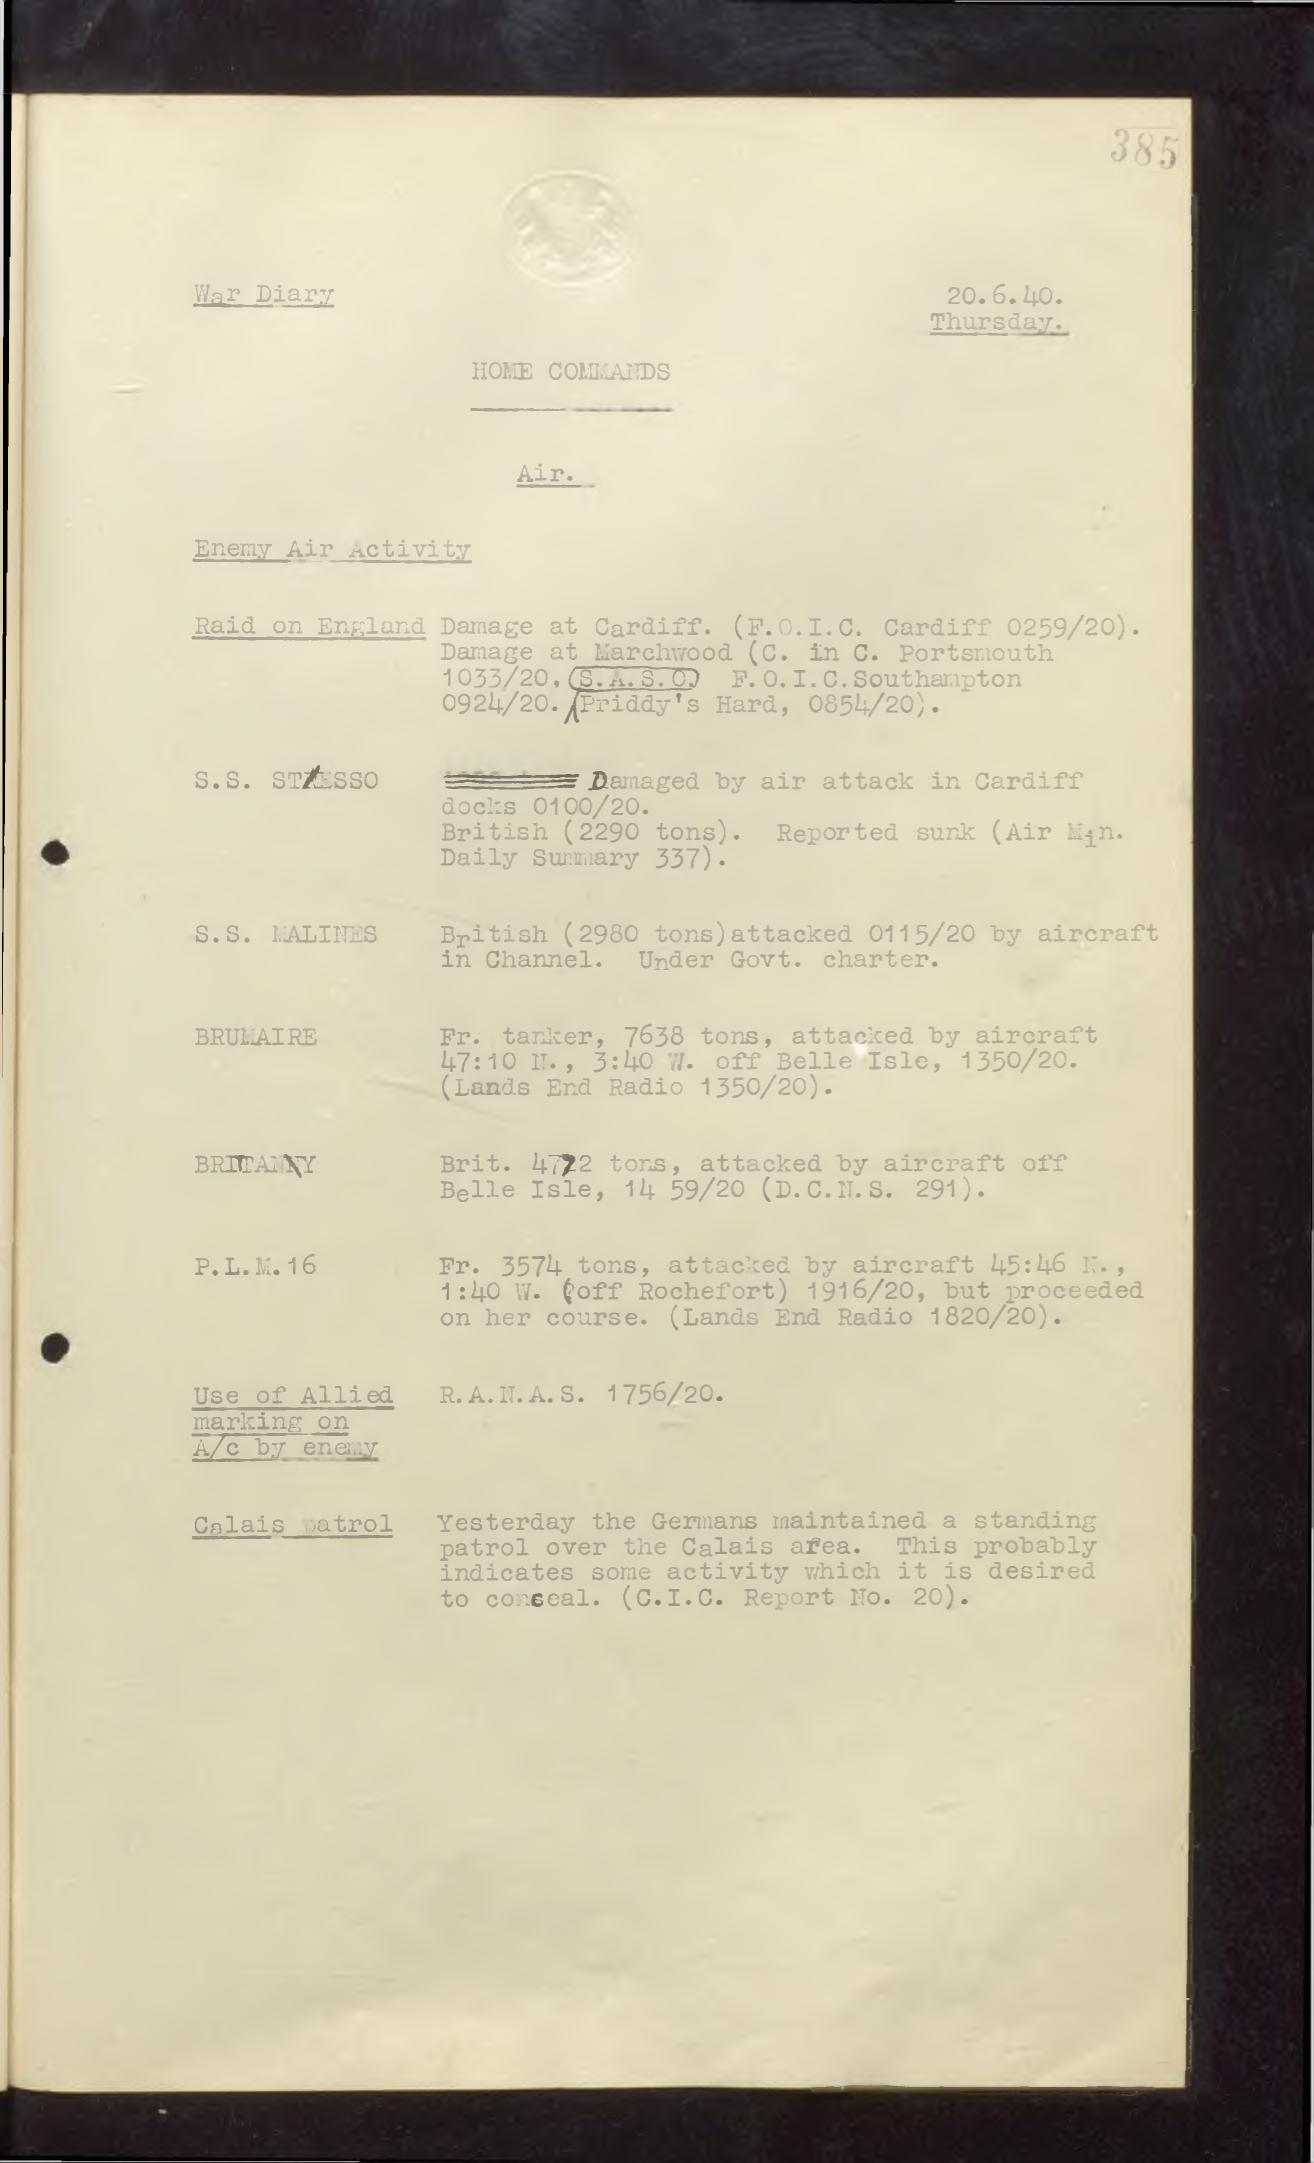 385
War Diary
20.6.40.
Thursday.
HOME COMMANDS
Air.
Enemy Air Activity
Raid on England Damage at Cardiff. (F.O.I.C. Cardiff 0259/20).
Damage at Marchwood (C. in C. Portsmouth
1033/20, S.A.S.O. F.O.I.C.Southampton
0924/20. Priddy's Hard, 0854/20).
S.S. STESSO Damaged by air attack in Cardiff
docks 0100/20.
British (2290 tons). Reported sunk (Air Min.
Daily Summary 337).
S.S. MALINES British (2980 tons)attacked 0115/20 by aircraft
in Channel. Under Govt. charter.
BRUMAIRE Fr. tanker, 7638 tons, attacked by aircraft
47:10 N., 3:40 W. off Belle Isle, 1350/20.
(Lands End Radio 1350/20).
BRITTANY Brit. 4772 tons, attacked by aircraft off
Belle Isle, 14 59/20 (D.C.N.S. 291).
P.L.M.16 Fr. 3574 tons, attacked by aircraft 45:46 N.,
1:40 W. (off Rochefort) 1916/20, but proceeded
on her course. (Lands End Radio 1820/20).
Use of Allied R.A.N.A.S. 1756/20.
marking on
A/c by enemy
Calais patrol Yesterday the Germans maintained a standing
patrol over the Calais area. This probably
indicates some activity which it is desired
to conceal. (C.I.C. Report No. 20).